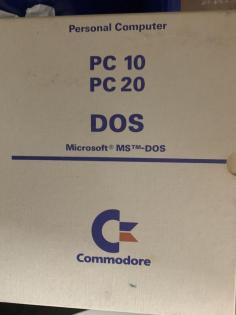 Personal Computer
PC 10
PC 20
DOS
Microsoft® MS™-DOS
Commodore